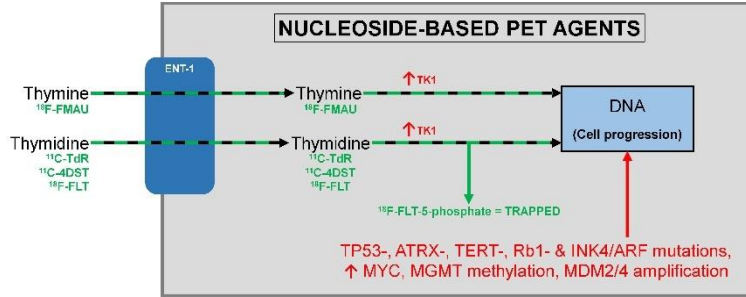 NUCLEOSIDE-BASED PET AGENTS
ENT-1
Thymine
18F-FMAU
Thymine
18F-FMAU
↑ TK1
Thymidine
11C-TdR
11C-4DST
18F-FLT
Thymidine
11C-TdR
11C-4DST
18F-FLT
↑ TK1
DNA
(Cell progression)
18F-FLT-5-phosphate = TRAPPED
TP53-, ATRX-, TERT-, Rb1- & INK4/ARF mutations,
↑ MYC, MGMT methylation, MDM2/4 amplification